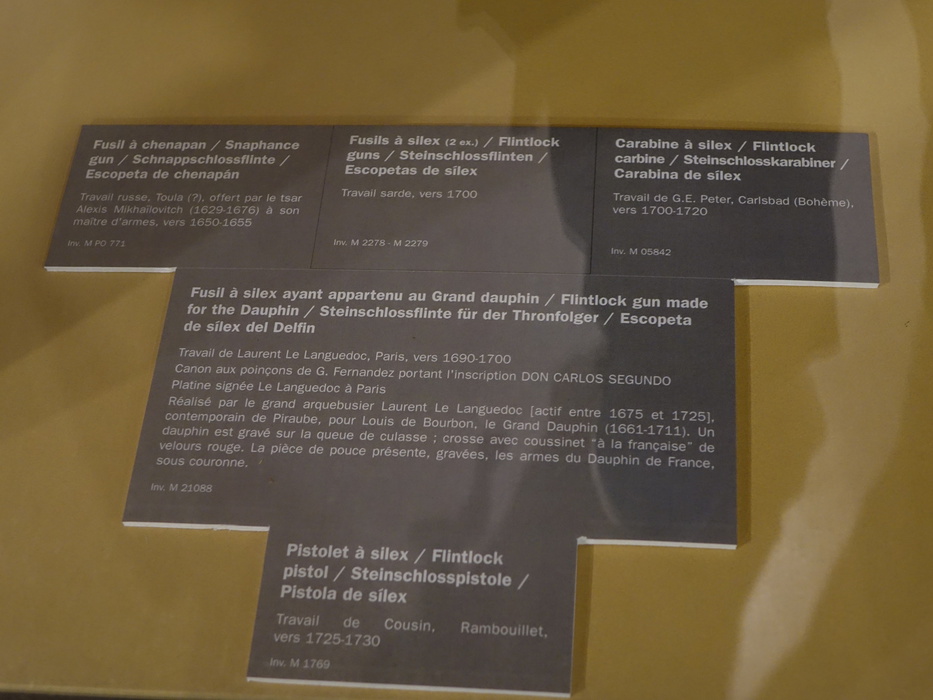 Fusil à chenapan / Snaphance
gun / Schnappschlossflinte /
Escopeta de chenapán
Travail russe, Toula (?), offert par le tsar
Alexis Mikhaïlovitch (1629-1676) à son
maître d'armes, vers 1650-1655
Inv. M PO 771
Fusils à silex (2 ex.) / Flintlock
guns / Steinschlossflinten /
Escopetas de sílex
Travail sarde, vers 1700
Inv. M 2278 - M 2279
Carabine à silex / Flintlock
carbine / Steinschlosskarabiner /
Carabina de sílex
Travail de G.E. Peter, Carlsbad (Bohème),
vers 1700-1720
Inv. M 05842
Fusil à silex ayant appartenu au Grand dauphin / Flintlock gun made
for the Dauphin / Steinschlossflinte für der Thronfolger / Escopeta
de sílex del Delfin
Travail de Laurent Le Languedoc, Paris, vers 1690-1700
Canon aux poinçons de G. Fernandez portant l'inscription DON CARLOS SEGUNDO
Platine signée Le Languedoc à Paris
Réalisé par le grand arquebusier Laurent Le Languedoc [actif entre 1675 et 1725],
contemporain de Piraube, pour Louis de Bourbon, le Grand Dauphin (1661-1711). Un
dauphin est gravé sur la queue de culasse ; crosse avec coussinet "à la française" de
velours rouge. La pièce de pouce présente, gravées, les armes du Dauphin de France,
sous couronne.
Inv. M 21088
Pistolet à silex / Flintlock
pistol / Steinschlosspistole /
Pistola de sílex
Travail de Cousin, Rambouillet,
vers 1725-1730
Inv. M 1769